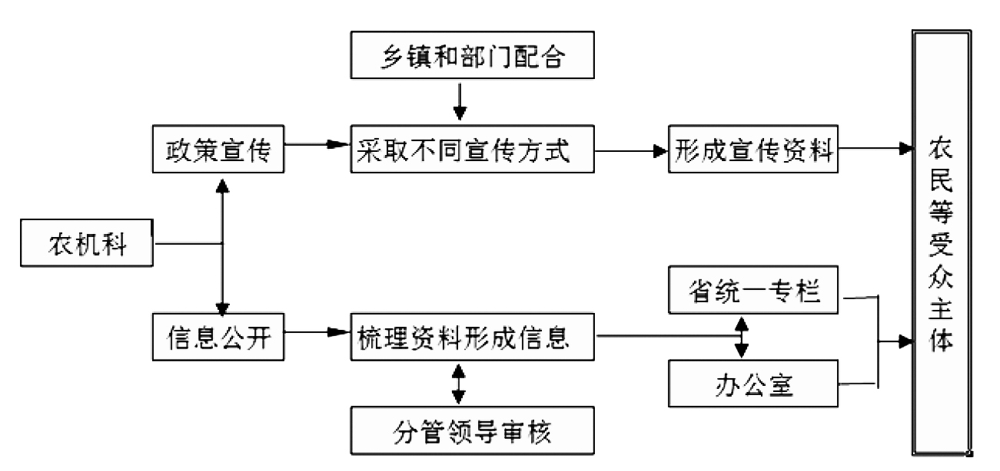 乡镇和部门配合
政策宣传
采取不同宣传方式
形成宣传资料
农机科
信息公开
梳理资料形成信息
省统一专栏
办公室
分管领导审核
农民等受众主体